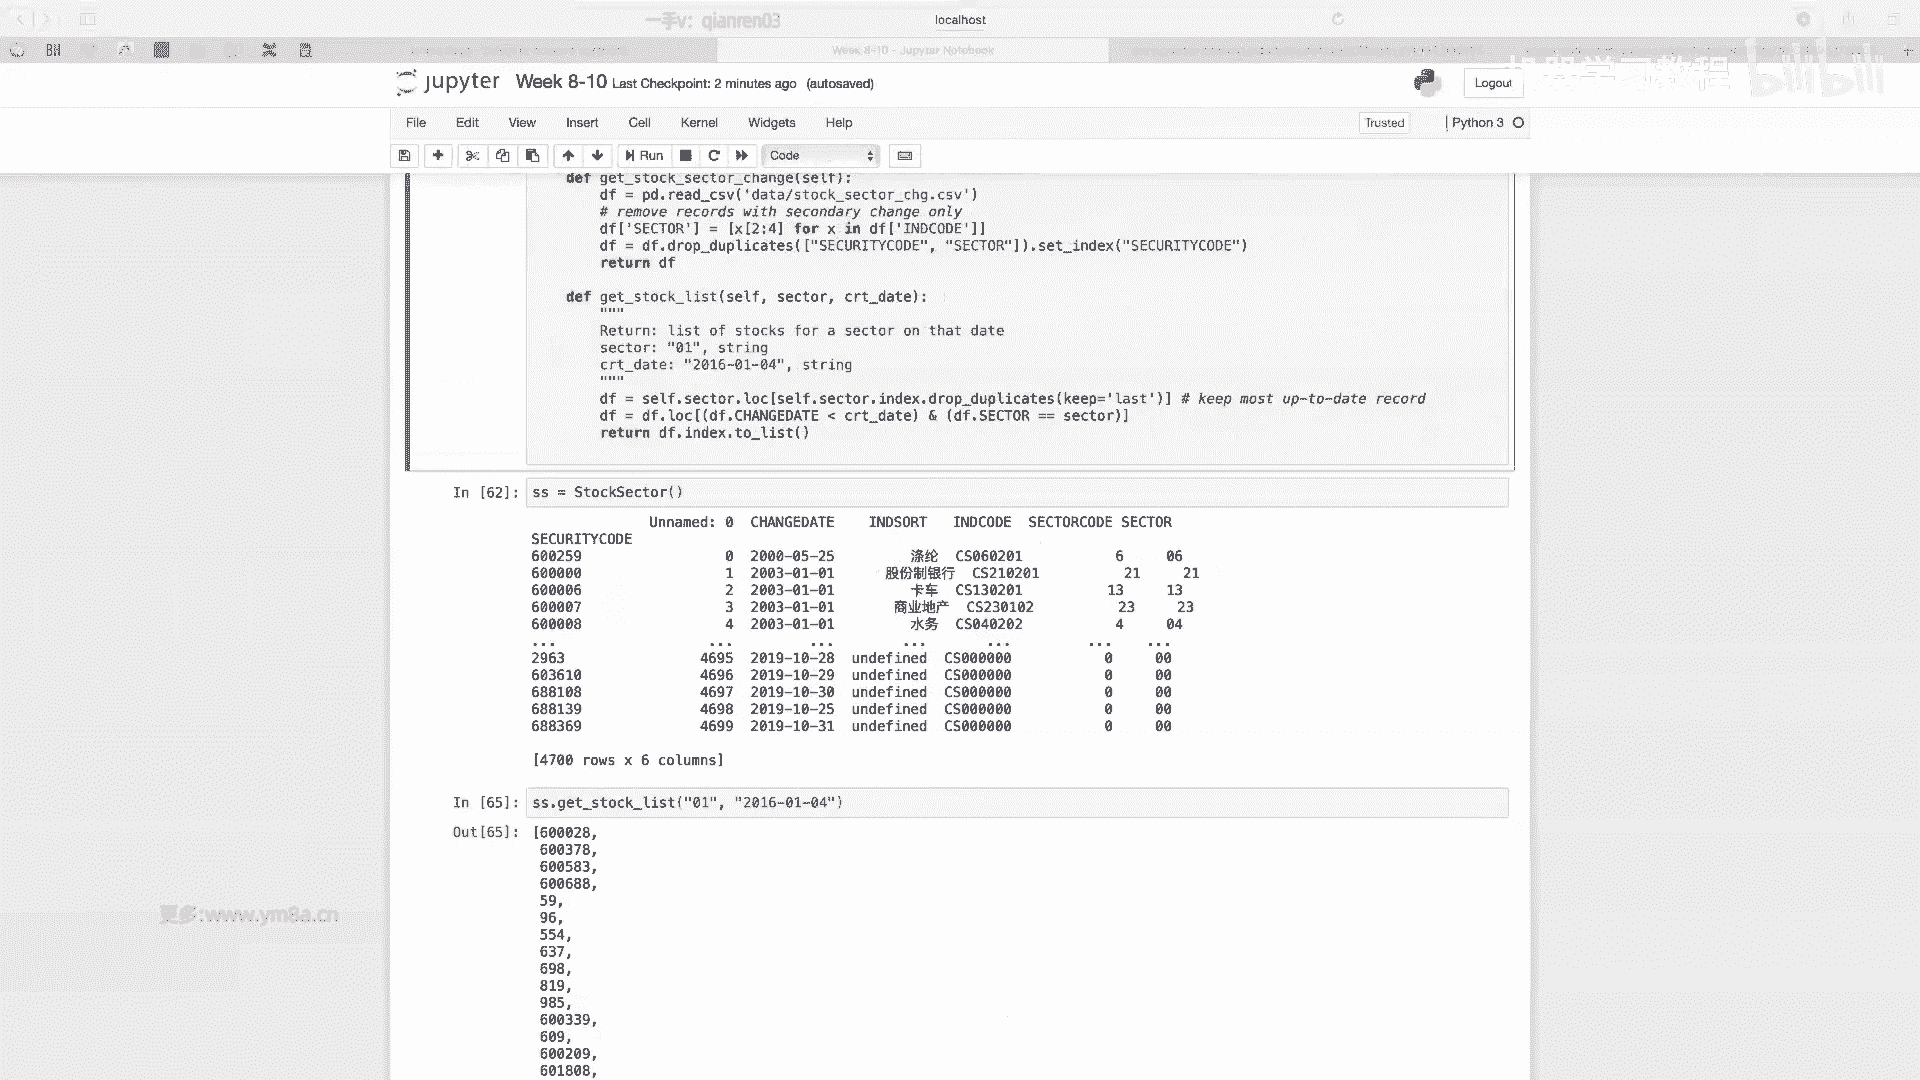 一手v: qianren03
localhost
BH
Week 8-10 - Jupyter Notebook
机器学习教程 bilibili
jupyter Week 8-10 Last Checkpoint: 2 minutes ago (autosaved)
Logout
File Edit View Insert Cell Kernel Widgets Help
Trusted
Python 3
Run
Code
def get_stock_sector_change(self):
df = pd.read_csv('data/stock_sector_chg.csv')
# remove records with secondary change only
df['SECTOR'] = [x[2:4] for x in df['INDCODE']]
df = df.drop_duplicates(["SECURITYCODE", "SECTOR"]).set_index("SECURITYCODE")
return df
def get_stock_list(self, sector, crt_date):
"""
Return: list of stocks for a sector on that date
sector: "01", string
crt_date: "2016-01-04", string
"""
df = self.sector.loc[self.sector.index.drop_duplicates(keep='last')] # keep most up-to-date record
df = df.loc[(df.CHANGEDATE < crt_date) & (df.SECTOR == sector)]
return df.index.to_list()
In [62]: ss = StockSector()
Unnamed: 0 CHANGEDATE INDSORT INDCODE SECTORCODE SECTOR
SECURITYCODE
600259 0 2000-05-25 涤纶 CS060201 6 06
600000 1 2003-01-01 股份制银行 CS210201 21 21
600006 2 2003-01-01 卡车 CS130201 13 13
600007 3 2003-01-01 商业地产 CS230102 23 23
600008 4 2003-01-01 水务 CS040202 4 04
... ... ... ... ... ... ...
2963 4695 2019-10-28 undefined CS000000 0 00
603610 4696 2019-10-29 undefined CS000000 0 00
688108 4697 2019-10-30 undefined CS000000 0 00
688139 4698 2019-10-25 undefined CS000000 0 00
688369 4699 2019-10-31 undefined CS000000 0 00
[4700 rows x 6 columns]
In [65]: ss.get_stock_list("01", "2016-01-04")
Out[65]: [600028,
600378,
600583,
600688,
59,
96,
554,
637,
698,
819,
985,
600339,
609,
600209,
601808,
更多:www.ym8a.cn